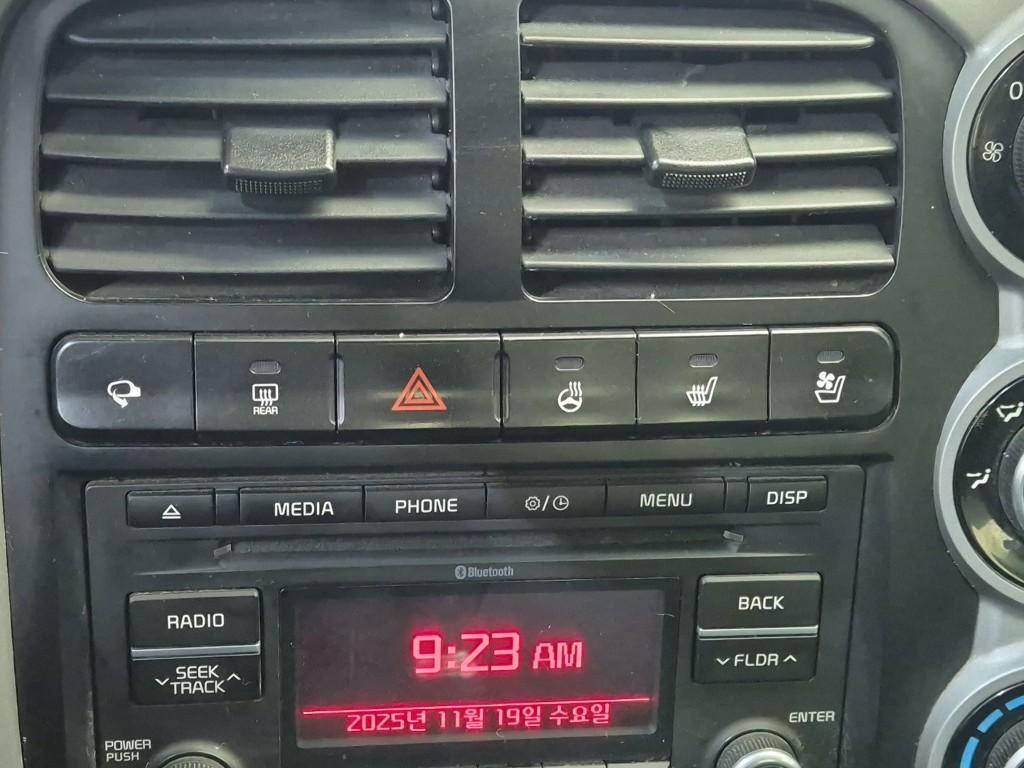 0
REAR
MEDIA
PHONE
/
MENU
DISP
Bluetooth
RADIO
BACK
SEEK
TRACK
FLDR
9:23 AM
2025년 11월 19일 수요일
ENTER
POWER
PUSH